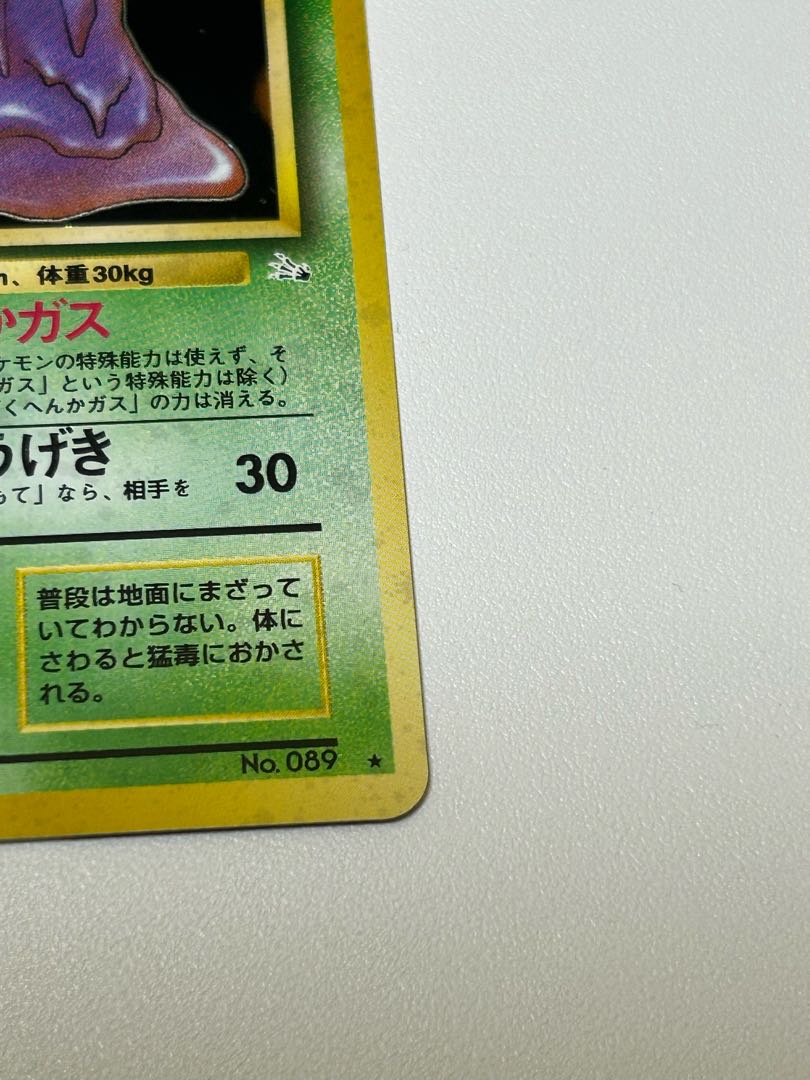 、体重30kg
かガス
ケモンの特殊能力は使えず、そ
ガス」という特殊能力は除く)
くへんかガス」の力は消える。
うげき
30
て」なら、相手を
普段は地面にまざって
いてわからない。体に
さわると猛毒におかさ
れる。
No. 089 ★